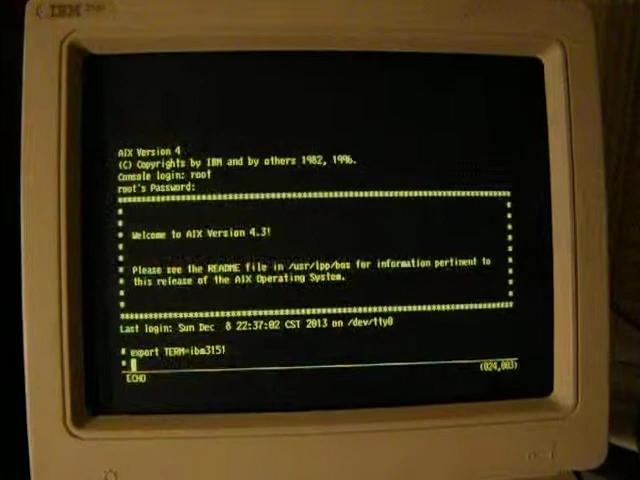 IBM
AIX Version 4
(C) Copyrights by IBM and by others 1982, 1996.
Console login: root
root's Password:
*******************************************************************************
*                                                                             *
*                                                                             *
*  Welcome to AIX Version 4.3!                                                *
*                                                                             *
*                                                                             *
*  Please see the README file in /usr/lpp/bos for information pertinent to    *
*  this release of the AIX Operating System.                                  *
*                                                                             *
*                                                                             *
*******************************************************************************
Last login: Sun Dec  8 22:37:02 CST 2013 on /dev/tty0
# export TERM=ibm3151
#
ECHO (024,003)